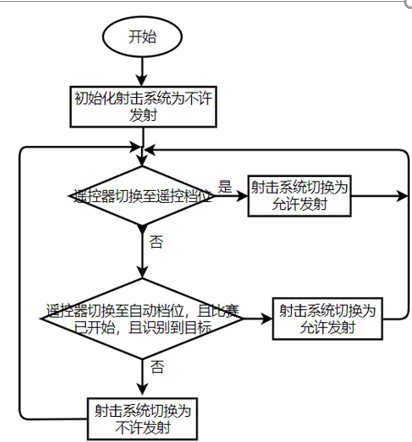 开始
初始化射击系统为不许
发射
遥控器切换至遥控档位
是
射击系统切换为
允许发射
否
遥控器切换至自动档位，且比赛
已开始，且识别到目标
射击系统切换为
允许发射
否
射击系统切换为
不许发射